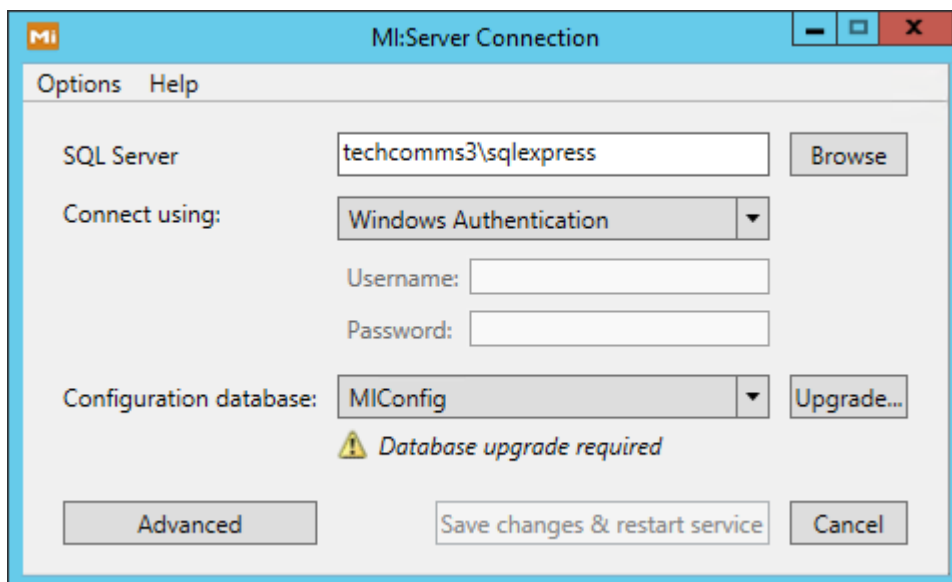 Mi MI:Server Connection
Options Help
SQL Server techcomms3\sqlexpress Browse
Connect using: Windows Authentication
Username:
Password:
Configuration database: MIConfig Upgrade...
Database upgrade required
Advanced Save changes & restart service Cancel